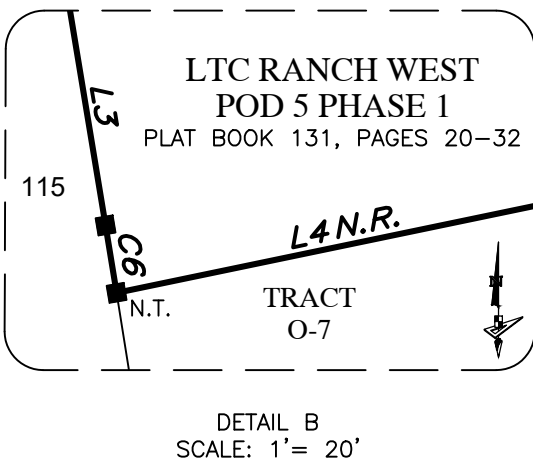 LTC RANCH WEST
POD 5 PHASE 1
PLAT BOOK 131, PAGES 20-32
L3
115
C6
L4 N.R.
N.T.
TRACT
O-7
N
DETAIL B
SCALE: 1'= 20'